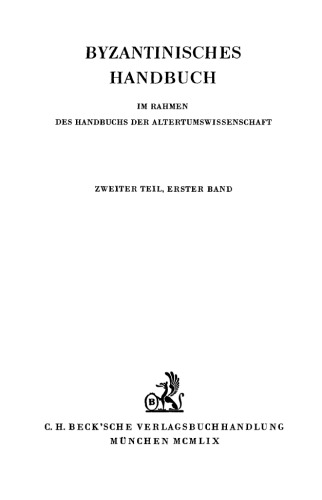 BYZANTINISCHES
HANDBUCH
IM RAHMEN
DES HANDBUCHS DER ALTERTUMSWISSENSCHAFT
ZWEITER TEIL, ERSTER BAND
B
C. H. BECK'SCHE VERLAGSBUCHHANDLUNG
MÜNCHEN MCMLIX